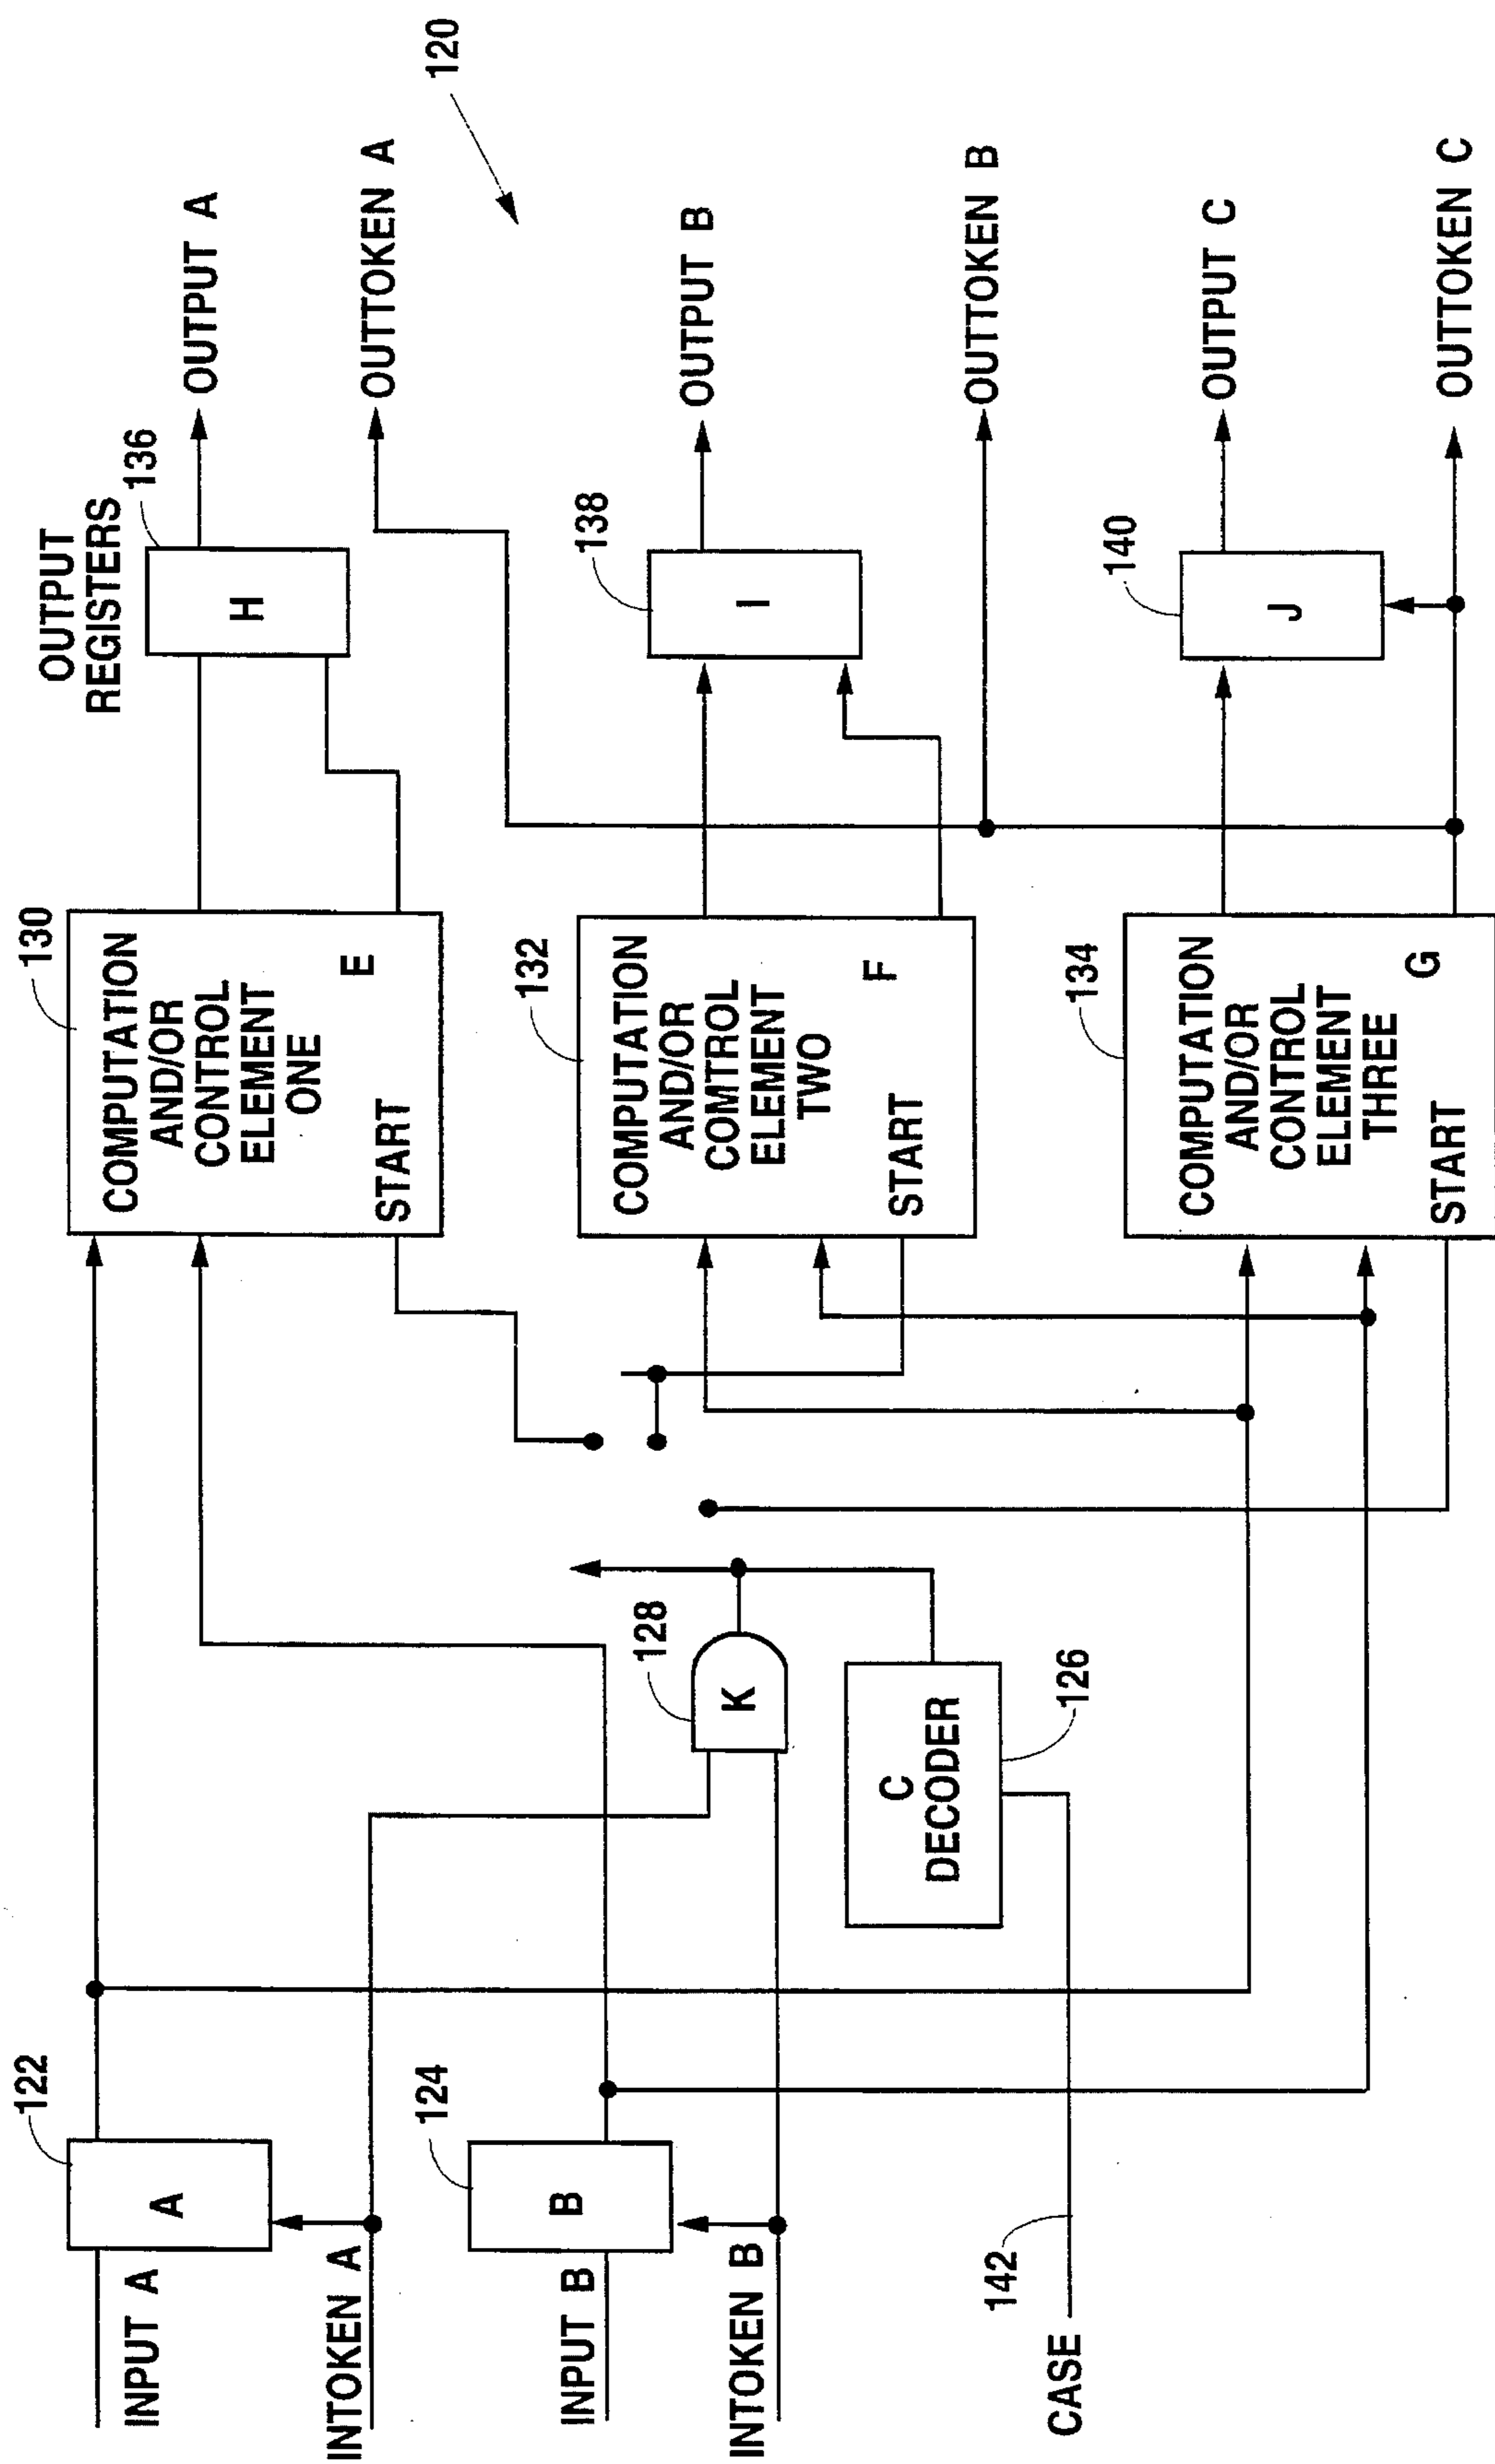 120
OUTPUT
REGISTERS
136
H
OUTPUT A
OUTTOKEN A
138
I
OUTPUT B
OUTTOKEN B
140
J
OUTPUT C
OUTTOKEN C
130
COMPUTATION
AND/OR
CONTROL
ELEMENT
ONE
E
START
132
COMPUTATION
AND/OR
COMTROL
ELEMENT
TWO
F
START
134
COMPUTATION
AND/OR
CONTROL
ELEMENT
THREE
G
START
128
K
C
DECODER
126
122
A
INPUT A
INTOKEN A
124
B
INPUT B
INTOKEN B
142
CASE